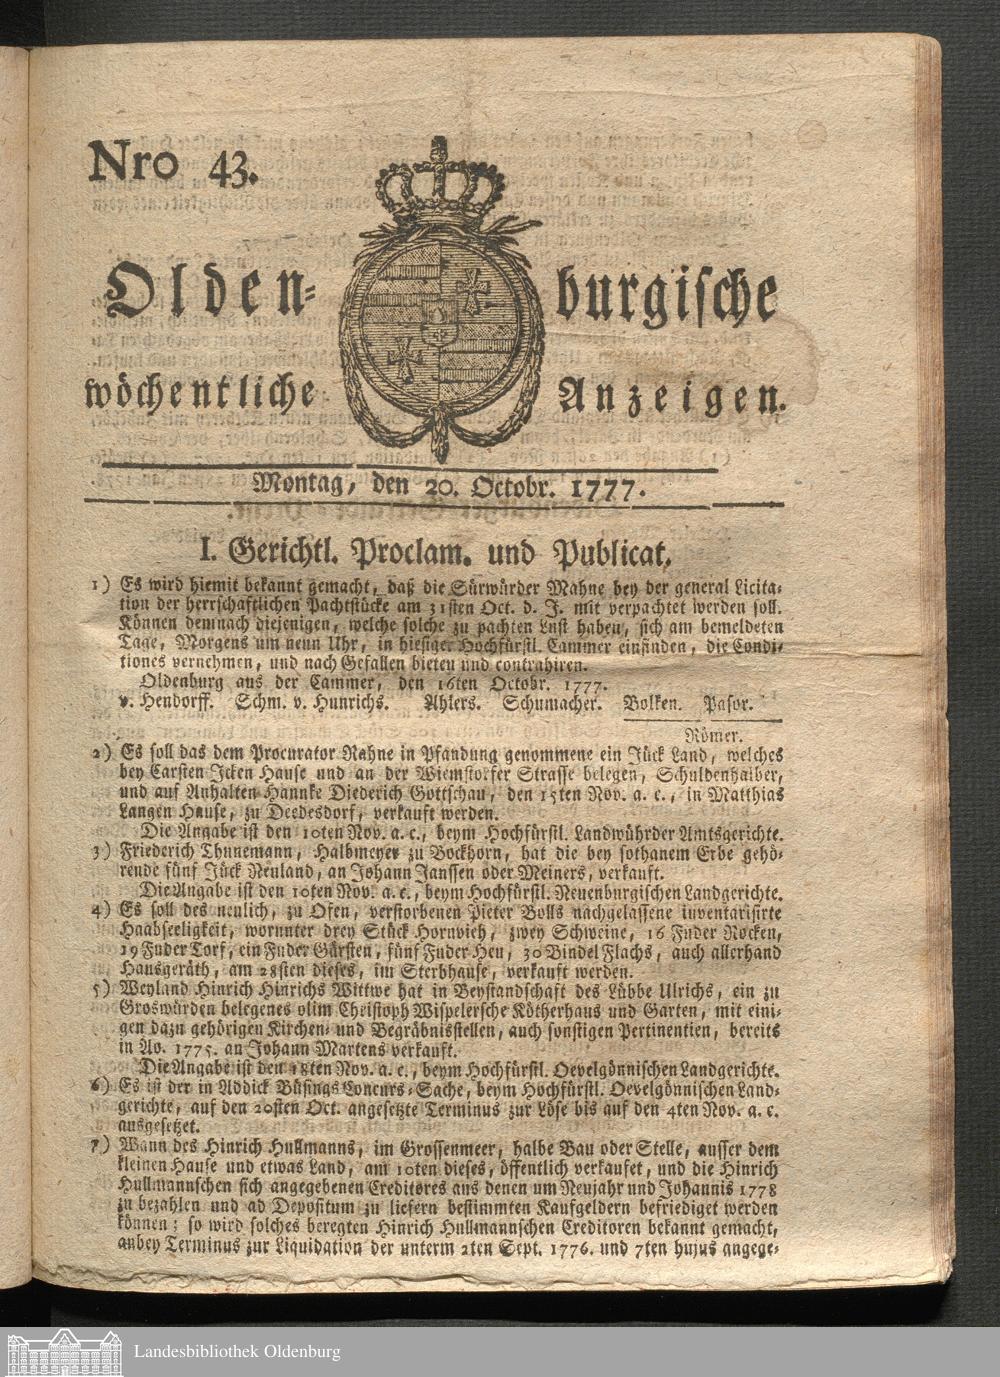 Nro 43.
Olden- burgische
wöchentliche Anzeigen.
Montag, den 20. Octobr. 1777.
I. Gerichtl. Proclam. und Publicat.
1) Es wird hiemit bekannt gemacht, daß die Sürwürder Mahne bey der general Licita-
tion der herrschaftlichen Pachtstücke am 31sten Oct. d. J. mit verpachtet werden soll.
Können demnach diejenigen, welche solche zu pachten Lust haben, sich am bemeldeten
Tage, Morgens um neun Uhr, in hiesiger Hochfürstl. Cammer einfinden, die Condi-
tiones vernehmen, und nach Gefallen bieten und contrahiren.
Oldenburg aus der Cammer, den 16ten Octobr. 1777.
v. Hendorff. Schm. v. Hunrichs. Ahlers. Schumacher. Bolken. Pasor.
Römer.
2) Es soll das dem Procurator Rahne in Pfandung genommene ein Jück Land, welches
bey Carsten Icken Hause und an der Wiemstorfer Strasse belegen, Schuldenhalber,
und auf Anhalten Hannke Diederich Gottschau, den 15ten Nov. a. c., in Matthias
Langen Hause, zu Deedesdorf, verkauft werden.
Die Angabe ist den 10ten Nov. a. c., beym Hochfürstl. Landwührder Amtsgerichte.
3) Friederich Thunemann, Halbmeyer zu Bockhorn, hat die bey sothanem Erbe gehö-
rende fünf Jück Neuland, an Johann Janssen oder Meiners, verkauft.
Die Angabe ist den 10ten Nov. a. c., beym Hochfürstl. Neuenburgischen Landgerichte.
4) Es soll des neulich, zu Ofen, verstorbenen Pieter Bolls nachgelassene inventarisirte
Haabseeligkeit, worunter drey Stück Hornvieh, zwey Schweine, 16 Fuder Rocken,
19 Fuder Torf, ein Fuder Gärsten, fünf Fuder Heu, 30 Bindel Flachs, auch allerhand
Hausgeräth, am 28sten dieses, im Sterbhause, verkauft werden.
5) Weyland Hinrich Hinrichs Wittwe hat in Beystandschaft des Lübbe Ulrichs, ein zu
Groswürden belegenes olim Christoph Wispelersche Kötherhaus und Garten, mit eini-
gen dazu gehörigen Kirchen- und Begräbnisstellen, auch sonstigen Pertinentien, bereits
in Ao. 1775. an Johann Martens verkauft.
Die Angabe ist den 18ten Nov. a. c., beym Hochfürstl. Oevelgönnischen Landgerichte.
6) Es ist der in Addick Büsings Concurs-Sache, beym Hochfürstl. Oevelgönnischen Land-
gerichte, auf den 20sten Oct. angesetzte Terminus zur Löse bis auf den 4ten Nov. a. c.
ausgesetzet.
7) Wann des Hinrich Hullmanns, im Grossenmeer, halbe Bau oder Stelle, ausser dem
kleinen Hause und etwas Land, am 10ten dieses, öffentlich verkaufet, und die Hinrich
Hullmannschen sich angegebenen Creditores aus denen um Neujahr und Johannis 1778
zu bezahlen und ad Depositum zu liefern bestimmten Kaufgeldern befriediget werden
können; so wird solches beregten Hinrich Hullmannschen Creditoren bekannt gemacht,
anbey Terminus zur Liquidation der unterm 2ten Sept. 1776. und 7ten hujus angege-
Landesbibliothek Oldenburg